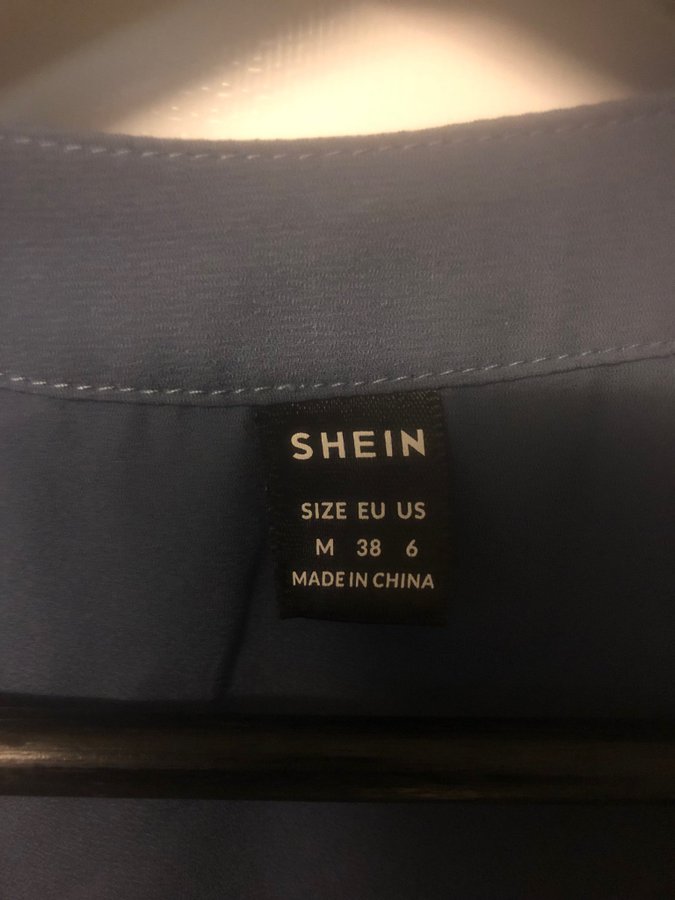 SHEIN
SIZE EU US
M 38 6
MADE IN CHINA